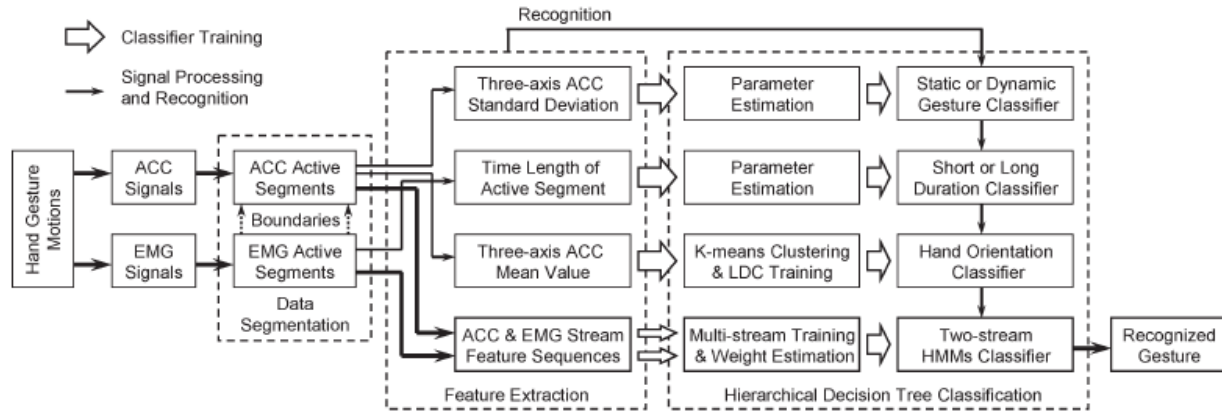 Recognition
Classifier Training
Signal Processing
and Recognition
Hand Gesture
Motions
ACC
Signals
EMG
Signals
ACC Active
Segments
Boundaries
EMG Active
Segments
Data
Segmentation
Three-axis ACC
Standard Deviation
Time Length of
Active Segment
Three-axis ACC
Mean Value
ACC & EMG Stream
Feature Sequences
Feature Extraction
Parameter
Estimation
Parameter
Estimation
K-means Clustering
& LDC Training
Multi-stream Training
& Weight Estimation
Static or Dynamic
Gesture Classifier
Short or Long
Duration Classifier
Hand Orientation
Classifier
Two-stream
HMMs Classifier
Hierarchical Decision Tree Classification
Recognized
Gesture